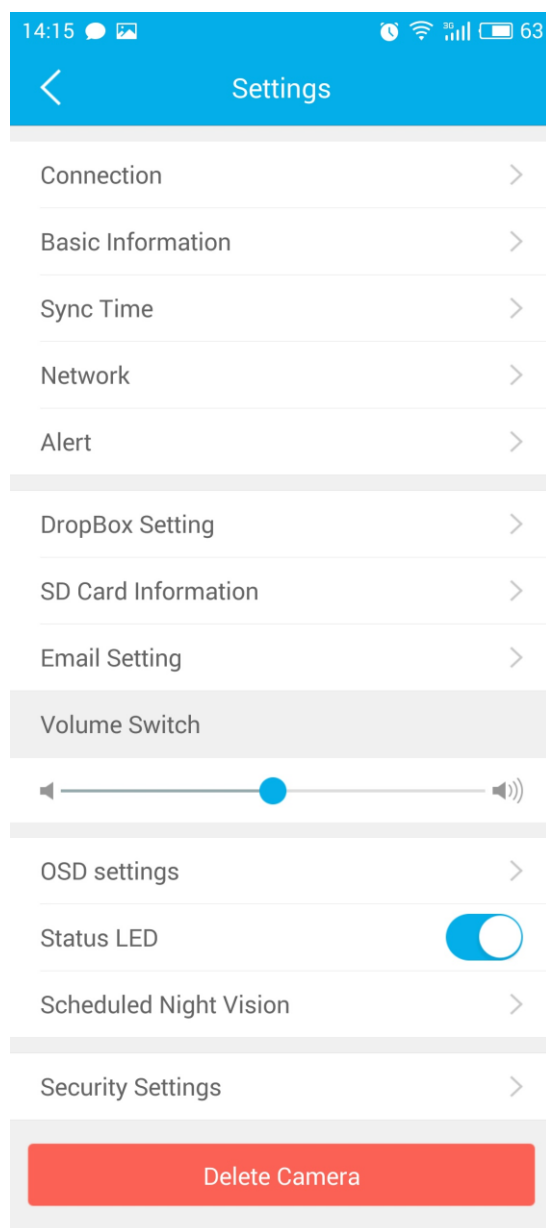 14:15 3G 63
Settings
Connection
Basic Information
Sync Time
Network
Alert
DropBox Setting
SD Card Information
Email Setting
Volume Switch
OSD settings
Status LED
Scheduled Night Vision
Security Settings
Delete Camera